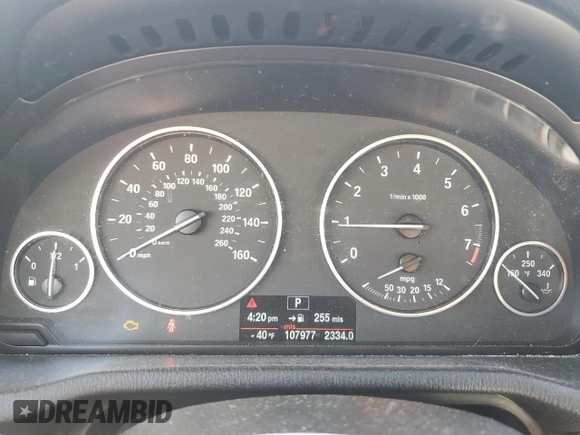 20 40 60 80 100 120 140 160
20 40 60 80 100 120 140 160 180 200 220 240 260
0 mph
km/h
0 1 2 3 4 5 6 7
1/min x 1000
50 30 20 15 12
mpg
0 1/2 1
250
°F 340
P
4:20 pm 255 mls
mls
- 40 °F 107977 2334.0
DREAMBID